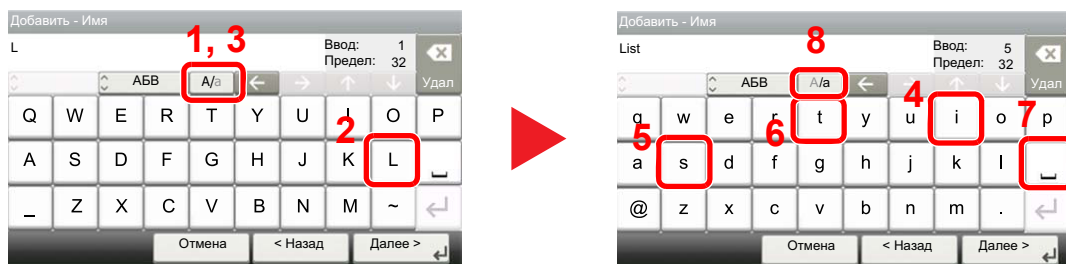 Добавить - Имя
L
Ввод: 1
Предел: 32
1, 3
АБВ A/a Удал
Q W E R T Y U I O P
2
A S D F G H J K L
_ Z X C V B N M ~
Отмена < Назад Далее >
Добавить - Имя
List
Ввод: 5
Предел: 32
8
АБВ A/a Удал
4
q w e r t y u i o p
5 6 7
a s d f g h j k l
@ z x c v b n m .
Отмена < Назад Далее >